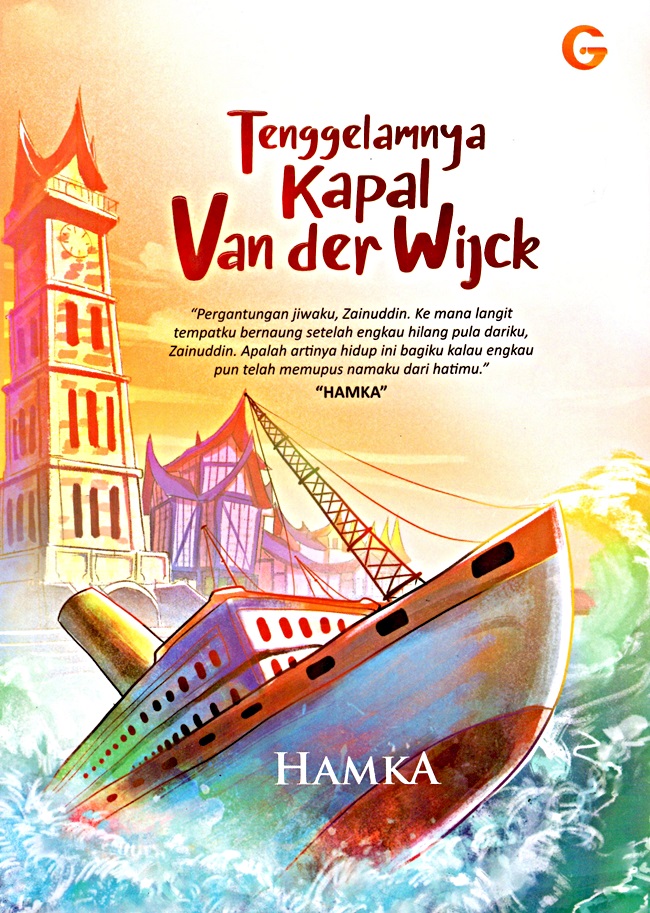 G
Tenggelamnya
Kapal
Van der Wijck
“Pergantungan jiwaku, Zainuddin. Ke mana langit
tempatku bernaung setelah engkau hilang pula dariku,
Zainuddin. Apalah artinya hidup ini bagiku kalau engkau
pun telah memupus namaku dari hatimu.”
“HAMKA”
HAMKA